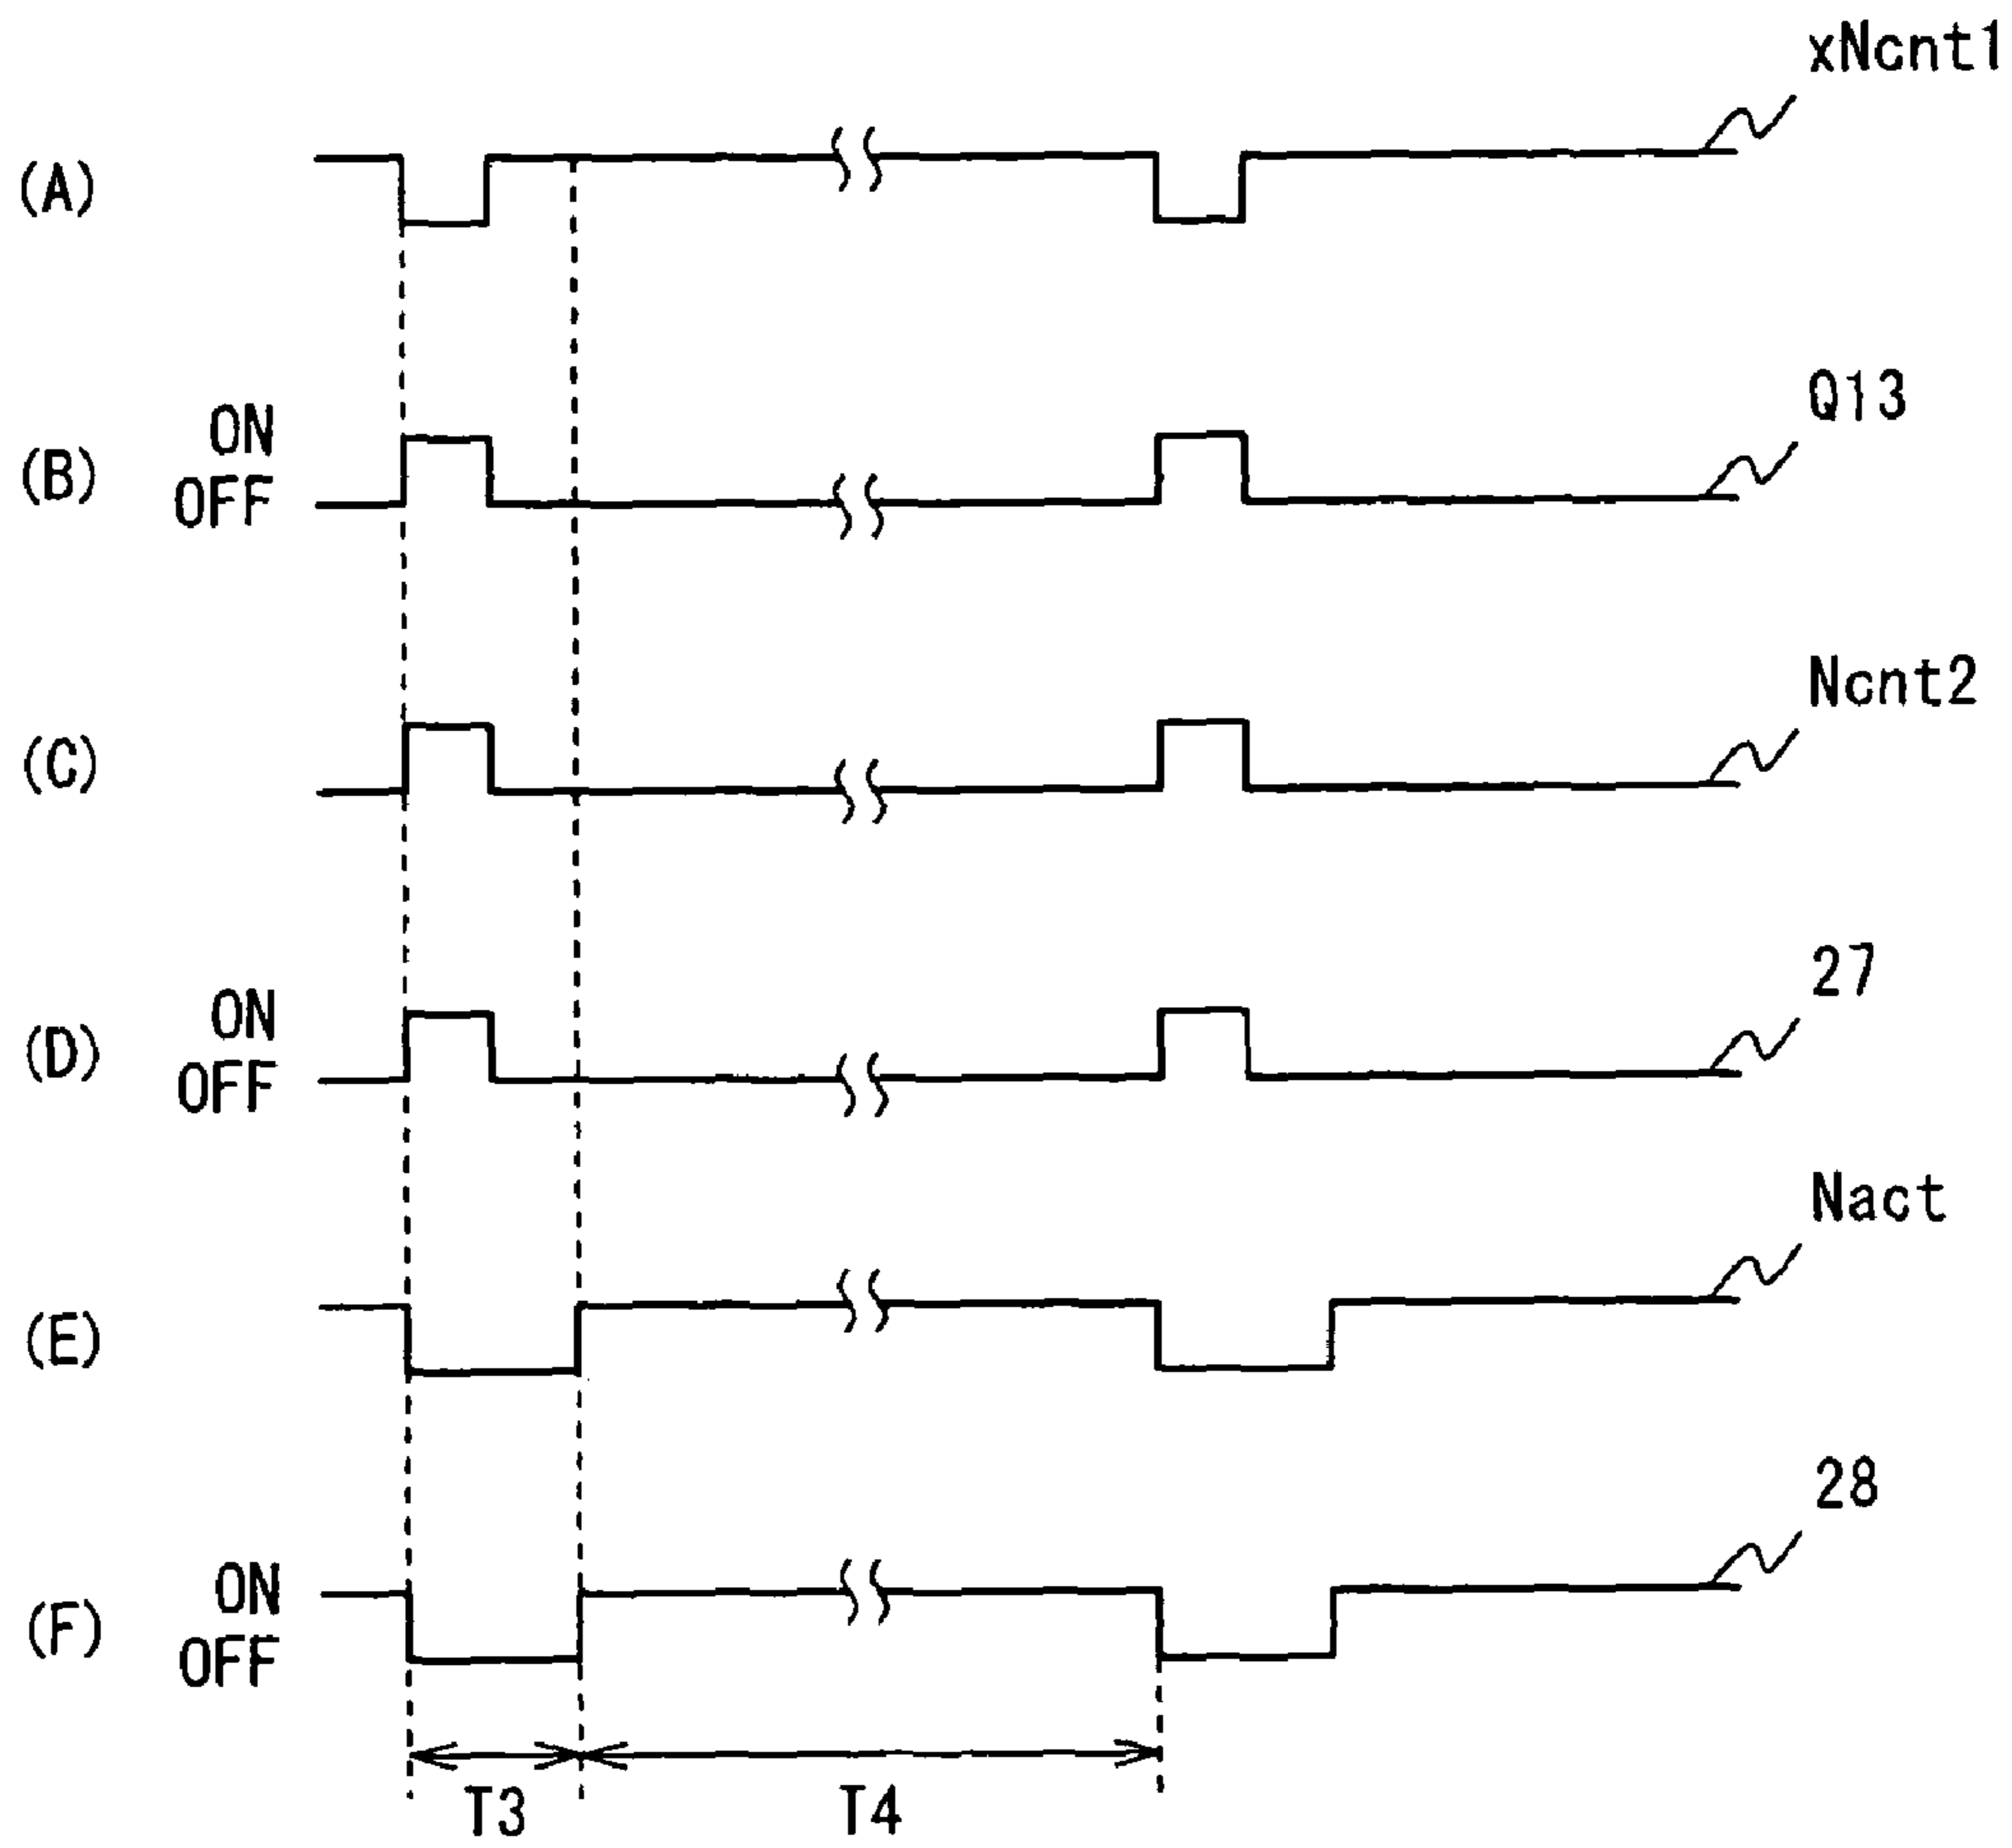 xNcnt1
(A)
Q13
ON
(B)
OFF
Ncnt2
(C)
27
ON
(D)
OFF
Nact
(E)
28
ON
(F)
OFF
T3
T4